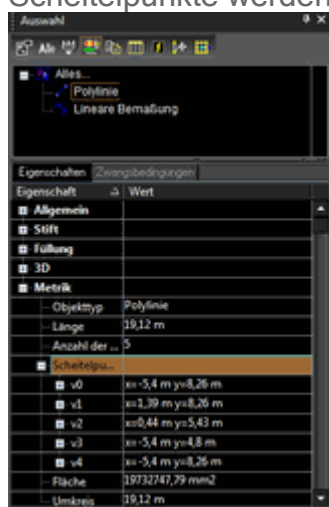 Scheitelpunkte werden
Auswahl
Alles...
Polylinie
Lineare Bemaßung
Eigenschaften Zwangsbedingungen
Eigenschaft Wert
Allgemein
Stift
Füllung
3D
Metrik
Objekttyp Polylinie
Länge 19,12 m
Anzahl der ... 5
Scheitelpu...
v0 x=-5,4 m y=8,26 m
v1 x=1,39 m y=8,26 m
v2 x=0,44 m y=5,43 m
v3 x=-5,4 m y=4,8 m
v4 x=-5,4 m y=8,26 m
Fläche 19732747,79 mm2
Umkreis 19,12 m